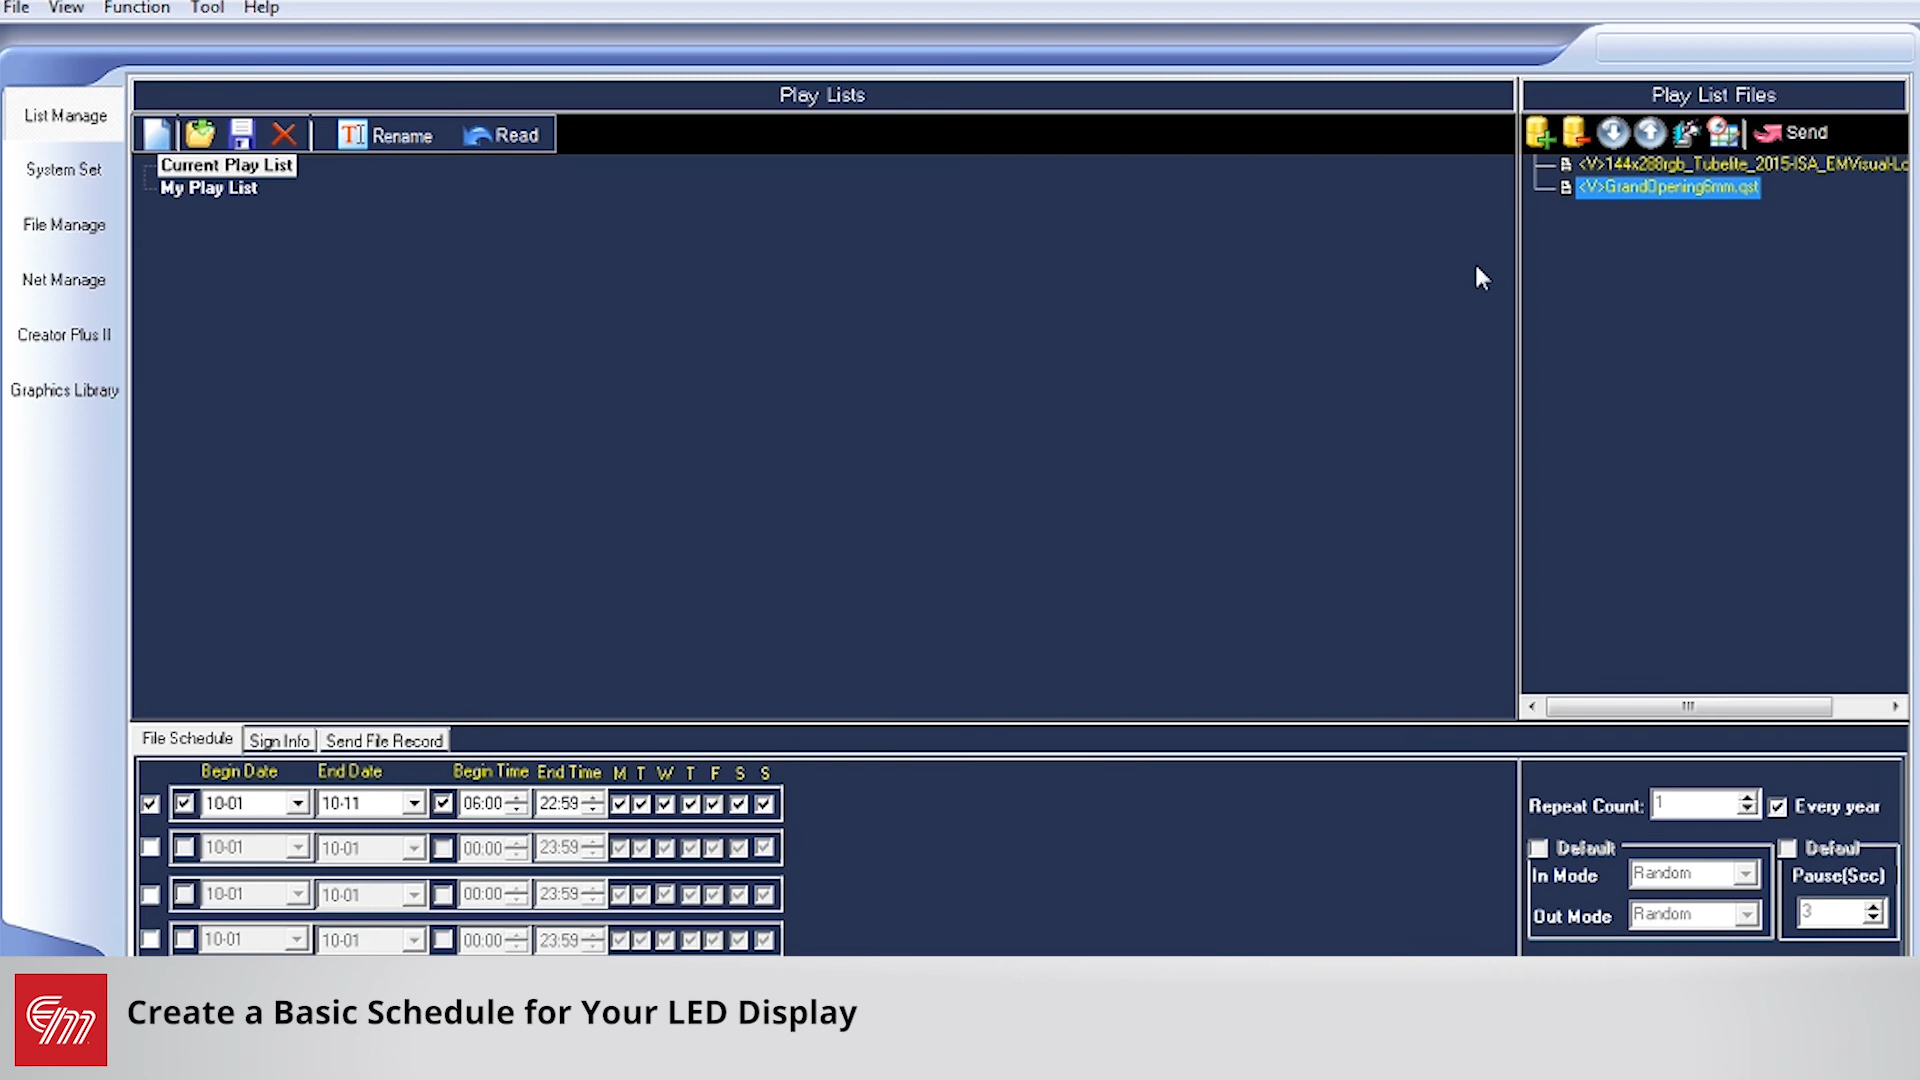 File View Function Tool Help
Play Lists
Play List Files
List Manage
System Set
File Manage
Net Manage
Creator Plus II
Graphics Library
Rename Read
Send
Current Play List
My Play List
<V>144x288rgb_Tubelite_2015-ISA_EMVisual-Lo
<V>GrandOpening6mm.qst
File Schedule Sign Info Send File Record
Begin Date End Date Begin Time End Time M T W T F S S
10-01 10-11 06:00 22:59
10-01 10-01 00:00 23:59
10-01 10-01 00:00 23:59
10-01 10-01 00:00 23:59
Repeat Count: 1 Every year
Default Defaul
In Mode Random Pause(Sec)
Out Mode Random 3
Em Create a Basic Schedule for Your LED Display